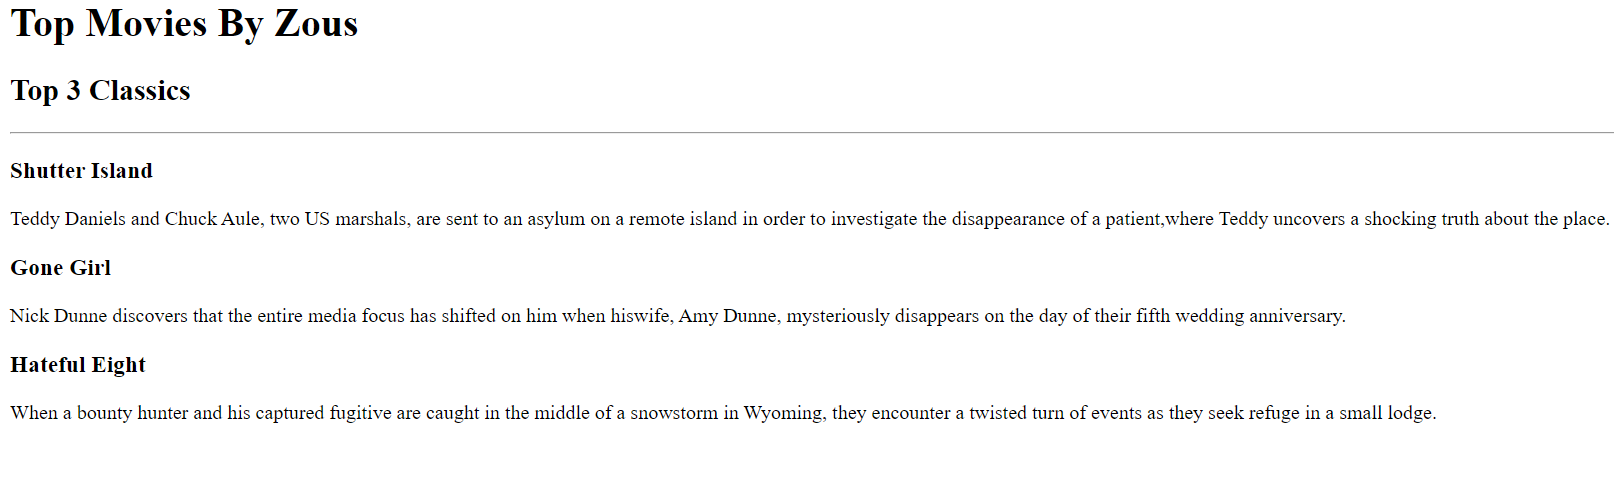 Top Movies By Zous
Top 3 Classics
Shutter Island
Teddy Daniels and Chuck Aule, two US marshals, are sent to an asylum on a remote island in order to investigate the disappearance of a patient,where Teddy uncovers a shocking truth about the place.
Gone Girl
Nick Dunne discovers that the entire media focus has shifted on him when hiswife, Amy Dunne, mysteriously disappears on the day of their fifth wedding anniversary.
Hateful Eight
When a bounty hunter and his captured fugitive are caught in the middle of a snowstorm in Wyoming, they encounter a twisted turn of events as they seek refuge in a small lodge.